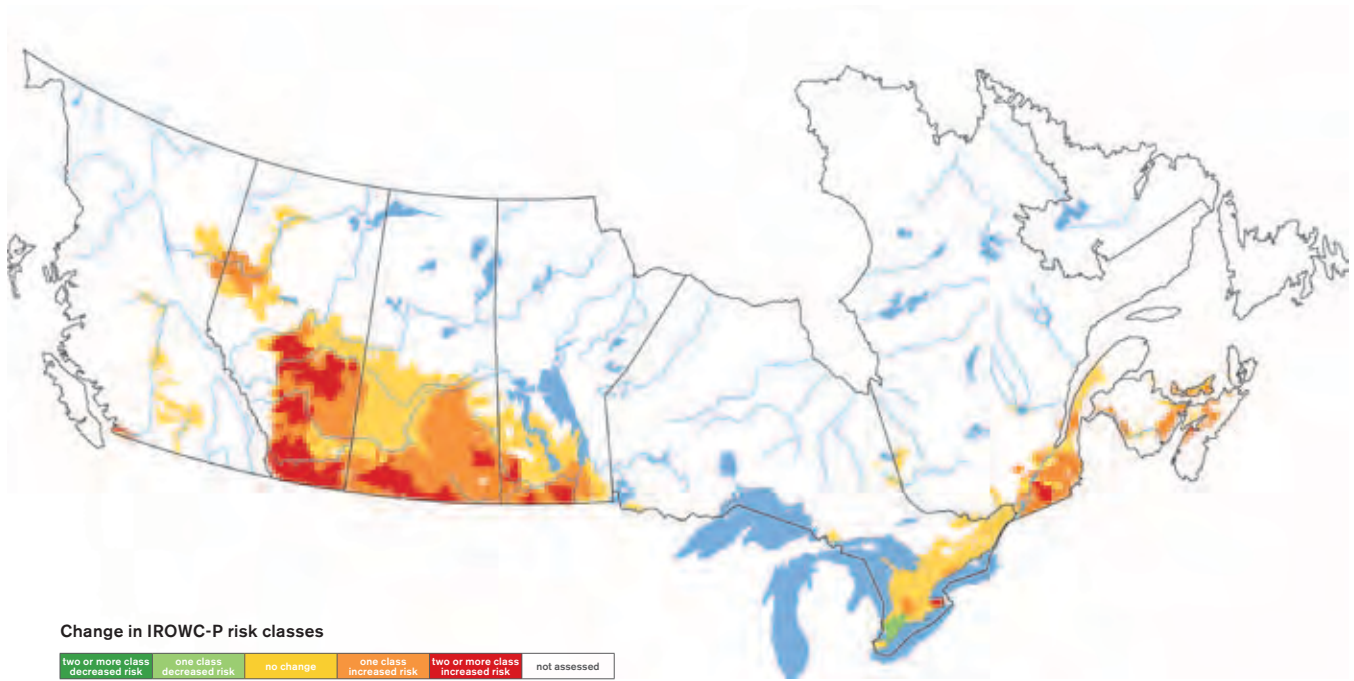 Change in IROWC-P risk classes
two or more class
decreased risk
one class
decreased risk
no change
one class
increased risk
two or more class
increased risk
not assessed